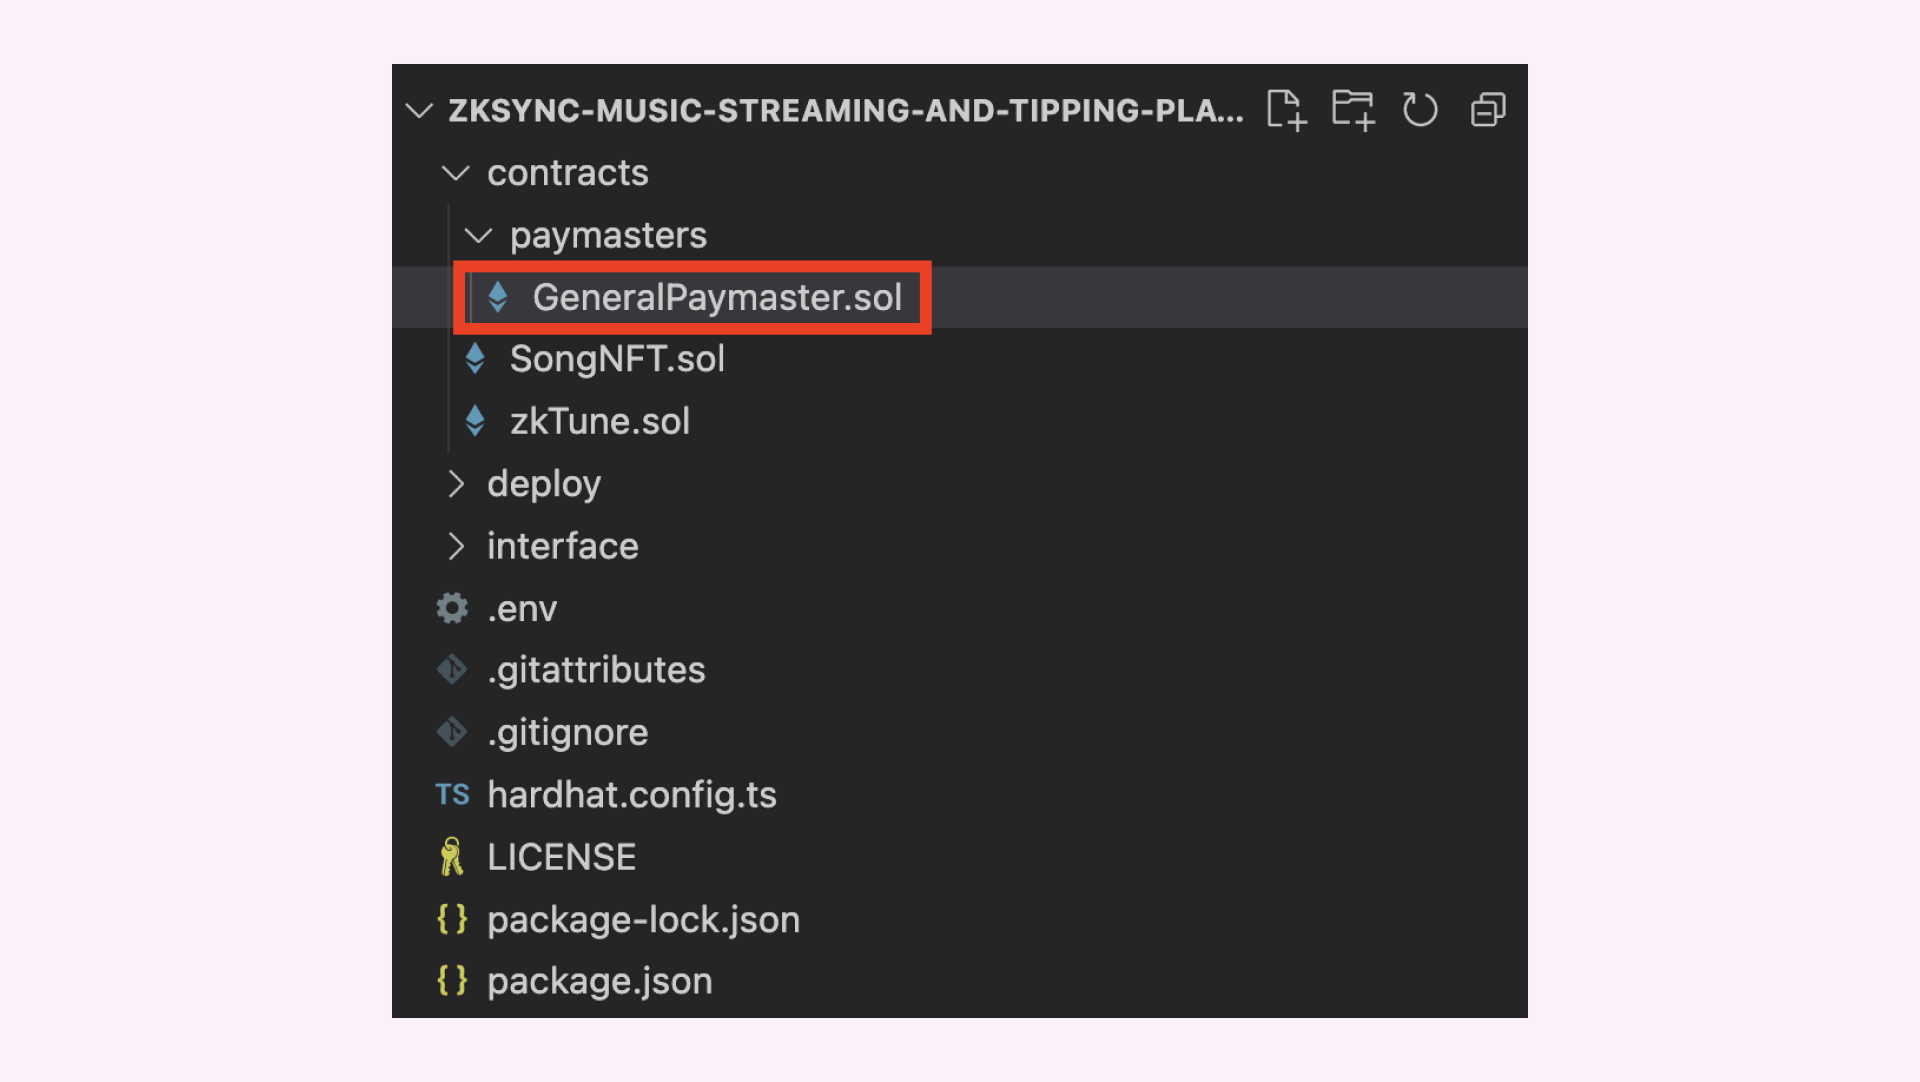 ZKSYNC-MUSIC-STREAMING-AND-TIPPING-PLA...
contracts
paymasters
GeneralPaymaster.sol
SongNFT.sol
zkTune.sol
deploy
interface
.env
.gitattributes
.gitignore
TS hardhat.config.ts
LICENSE
{} package-lock.json
{} package.json